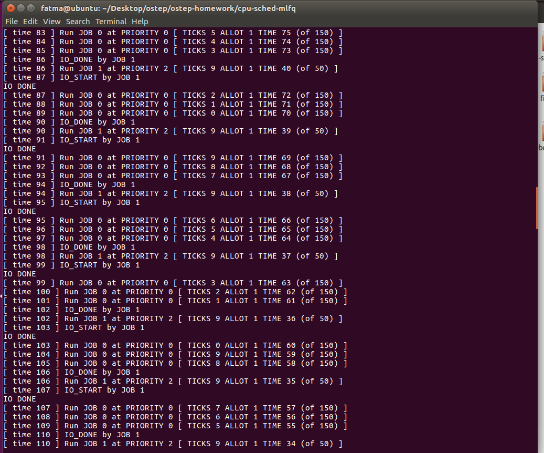 fatma@ubuntu: ~/Desktop/ostep/ostep-homework/cpu-sched-mlfq
File Edit View Search Terminal Help
[ time 83 ] Run JOB 0 at PRIORITY 0 [ TICKS 5 ALLOT 1 TIME 75 (of 150) ]
[ time 84 ] Run JOB 0 at PRIORITY 0 [ TICKS 4 ALLOT 1 TIME 74 (of 150) ]
[ time 85 ] Run JOB 0 at PRIORITY 0 [ TICKS 3 ALLOT 1 TIME 73 (of 150) ]
[ time 86 ] IO_DONE by JOB 1
[ time 86 ] Run JOB 1 at PRIORITY 2 [ TICKS 9 ALLOT 1 TIME 40 (of 50) ]
[ time 87 ] IO_START by JOB 1
IO DONE
[ time 87 ] Run JOB 0 at PRIORITY 0 [ TICKS 2 ALLOT 1 TIME 72 (of 150) ]
[ time 88 ] Run JOB 0 at PRIORITY 0 [ TICKS 1 ALLOT 1 TIME 71 (of 150) ]
[ time 89 ] Run JOB 0 at PRIORITY 0 [ TICKS 0 ALLOT 1 TIME 70 (of 150) ]
[ time 90 ] IO_DONE by JOB 1
[ time 90 ] Run JOB 1 at PRIORITY 2 [ TICKS 9 ALLOT 1 TIME 39 (of 50) ]
[ time 91 ] IO_START by JOB 1
IO DONE
[ time 91 ] Run JOB 0 at PRIORITY 0 [ TICKS 9 ALLOT 1 TIME 69 (of 150) ]
[ time 92 ] Run JOB 0 at PRIORITY 0 [ TICKS 8 ALLOT 1 TIME 68 (of 150) ]
[ time 93 ] Run JOB 0 at PRIORITY 0 [ TICKS 7 ALLOT 1 TIME 67 (of 150) ]
[ time 94 ] IO_DONE by JOB 1
[ time 94 ] Run JOB 1 at PRIORITY 2 [ TICKS 9 ALLOT 1 TIME 38 (of 50) ]
[ time 95 ] IO_START by JOB 1
IO DONE
[ time 95 ] Run JOB 0 at PRIORITY 0 [ TICKS 6 ALLOT 1 TIME 66 (of 150) ]
[ time 96 ] Run JOB 0 at PRIORITY 0 [ TICKS 5 ALLOT 1 TIME 65 (of 150) ]
[ time 97 ] Run JOB 0 at PRIORITY 0 [ TICKS 4 ALLOT 1 TIME 64 (of 150) ]
[ time 98 ] IO_DONE by JOB 1
[ time 98 ] Run JOB 1 at PRIORITY 2 [ TICKS 9 ALLOT 1 TIME 37 (of 50) ]
[ time 99 ] IO_START by JOB 1
IO DONE
[ time 99 ] Run JOB 0 at PRIORITY 0 [ TICKS 3 ALLOT 1 TIME 63 (of 150) ]
[ time 100 ] Run JOB 0 at PRIORITY 0 [ TICKS 2 ALLOT 1 TIME 62 (of 150) ]
[ time 101 ] Run JOB 0 at PRIORITY 0 [ TICKS 1 ALLOT 1 TIME 61 (of 150) ]
[ time 102 ] IO_DONE by JOB 1
[ time 102 ] Run JOB 1 at PRIORITY 2 [ TICKS 9 ALLOT 1 TIME 36 (of 50) ]
[ time 103 ] IO_START by JOB 1
IO DONE
[ time 103 ] Run JOB 0 at PRIORITY 0 [ TICKS 0 ALLOT 1 TIME 60 (of 150) ]
[ time 104 ] Run JOB 0 at PRIORITY 0 [ TICKS 9 ALLOT 1 TIME 59 (of 150) ]
[ time 105 ] Run JOB 0 at PRIORITY 0 [ TICKS 8 ALLOT 1 TIME 58 (of 150) ]
[ time 106 ] IO_DONE by JOB 1
[ time 106 ] Run JOB 1 at PRIORITY 2 [ TICKS 9 ALLOT 1 TIME 35 (of 50) ]
[ time 107 ] IO_START by JOB 1
IO DONE
[ time 107 ] Run JOB 0 at PRIORITY 0 [ TICKS 7 ALLOT 1 TIME 57 (of 150) ]
[ time 108 ] Run JOB 0 at PRIORITY 0 [ TICKS 6 ALLOT 1 TIME 56 (of 150) ]
[ time 109 ] Run JOB 0 at PRIORITY 0 [ TICKS 5 ALLOT 1 TIME 55 (of 150) ]
[ time 110 ] IO_DONE by JOB 1
[ time 110 ] Run JOB 1 at PRIORITY 2 [ TICKS 9 ALLOT 1 TIME 34 (of 50) ]